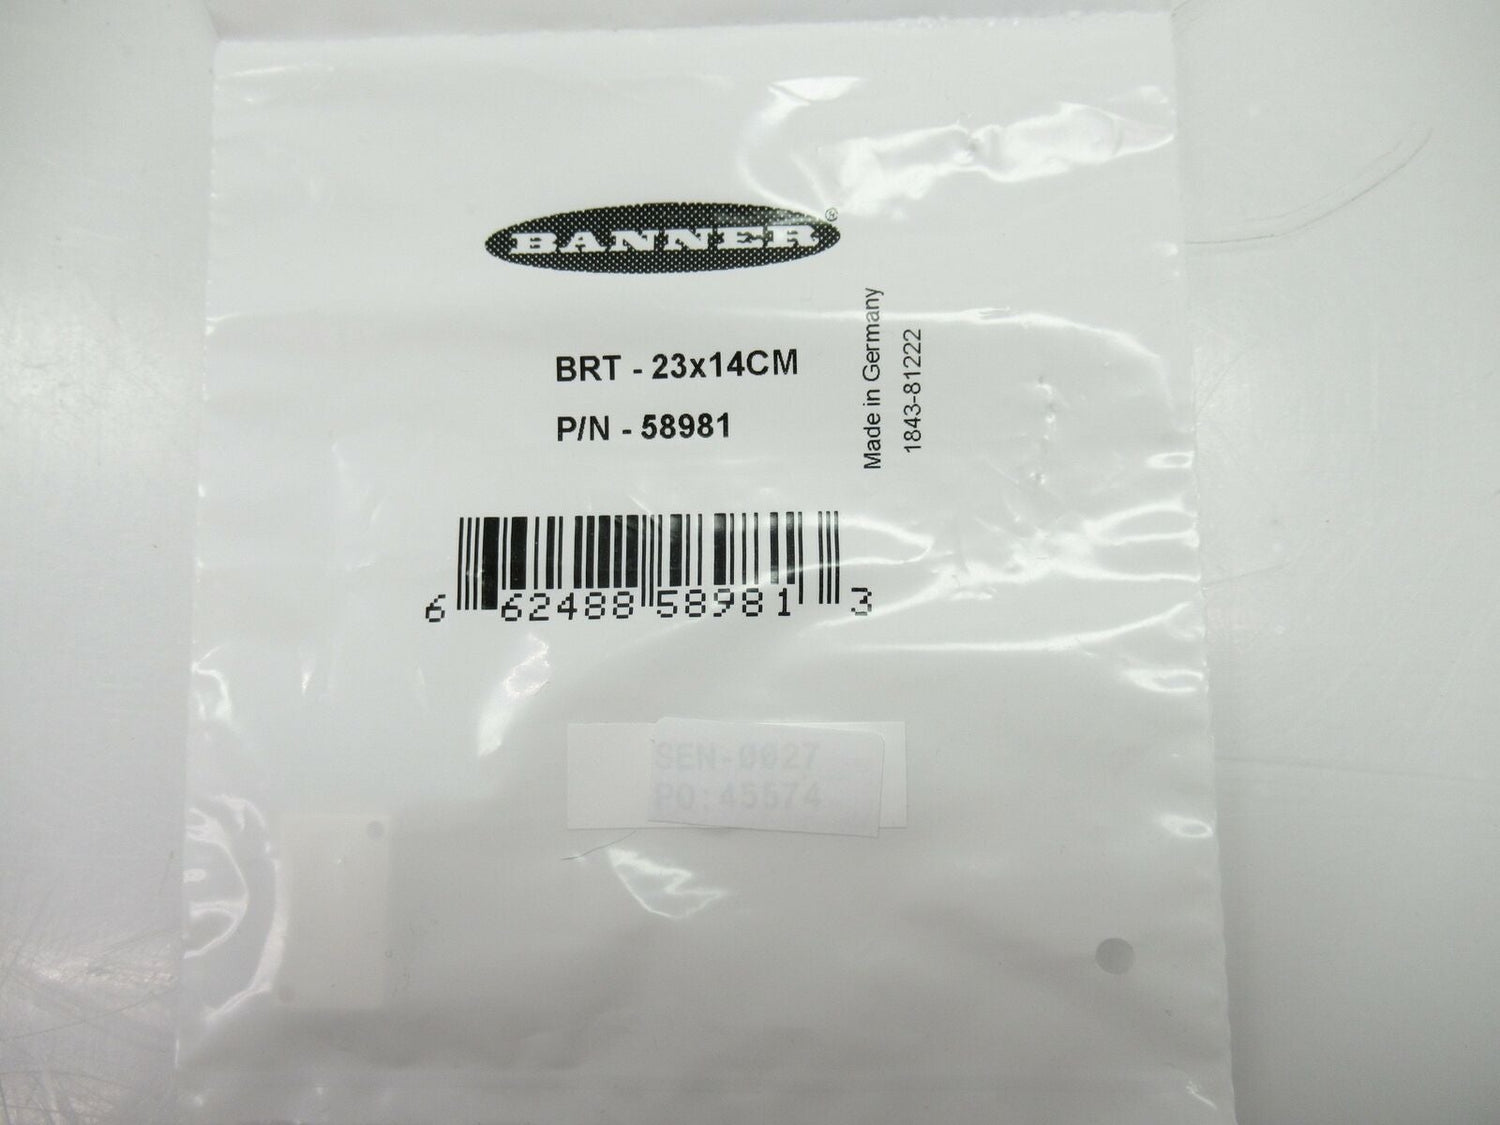 BANNER®
BRT - 23x14CM
P/N - 58981
Made in Germany
1843-81222
6 62488 58981 3
SEN-0027
PO:45574